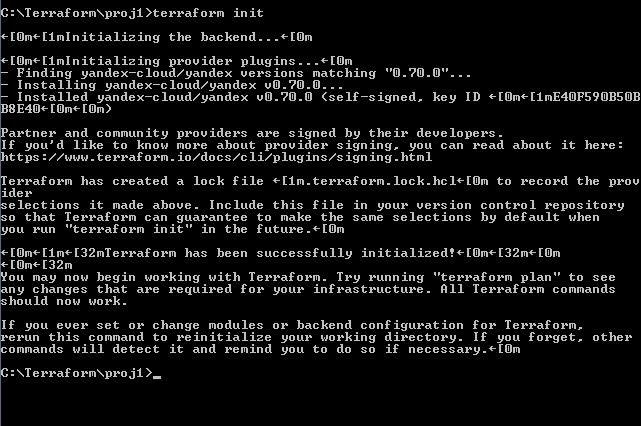 C:\Terraform\proj1>terraform init
←[0m←[1mInitializing the backend...←[0m
←[0m←[1mInitializing provider plugins...←[0m
- Finding yandex-cloud/yandex versions matching "0.70.0"...
- Installing yandex-cloud/yandex v0.70.0...
- Installed yandex-cloud/yandex v0.70.0 (self-signed, key ID ←[0m←[1mE40F590B50B
B8E40←[0m←[0m)
Partner and community providers are signed by their developers.
If you'd like to know more about provider signing, you can read about it here:
https://www.terraform.io/docs/cli/plugins/signing.html
Terraform has created a lock file ←[1m.terraform.lock.hcl←[0m to record the prov
ider
selections it made above. Include this file in your version control repository
so that Terraform can guarantee to make the same selections by default when
you run "terraform init" in the future.←[0m
←[0m←[1m←[32mTerraform has been successfully initialized!←[0m←[32m←[0m
←[0m←[32m
You may now begin working with Terraform. Try running "terraform plan" to see
any changes that are required for your infrastructure. All Terraform commands
should now work.
If you ever set or change modules or backend configuration for Terraform,
rerun this command to reinitialize your working directory. If you forget, other
commands will detect it and remind you to do so if necessary.←[0m
C:\Terraform\proj1>_